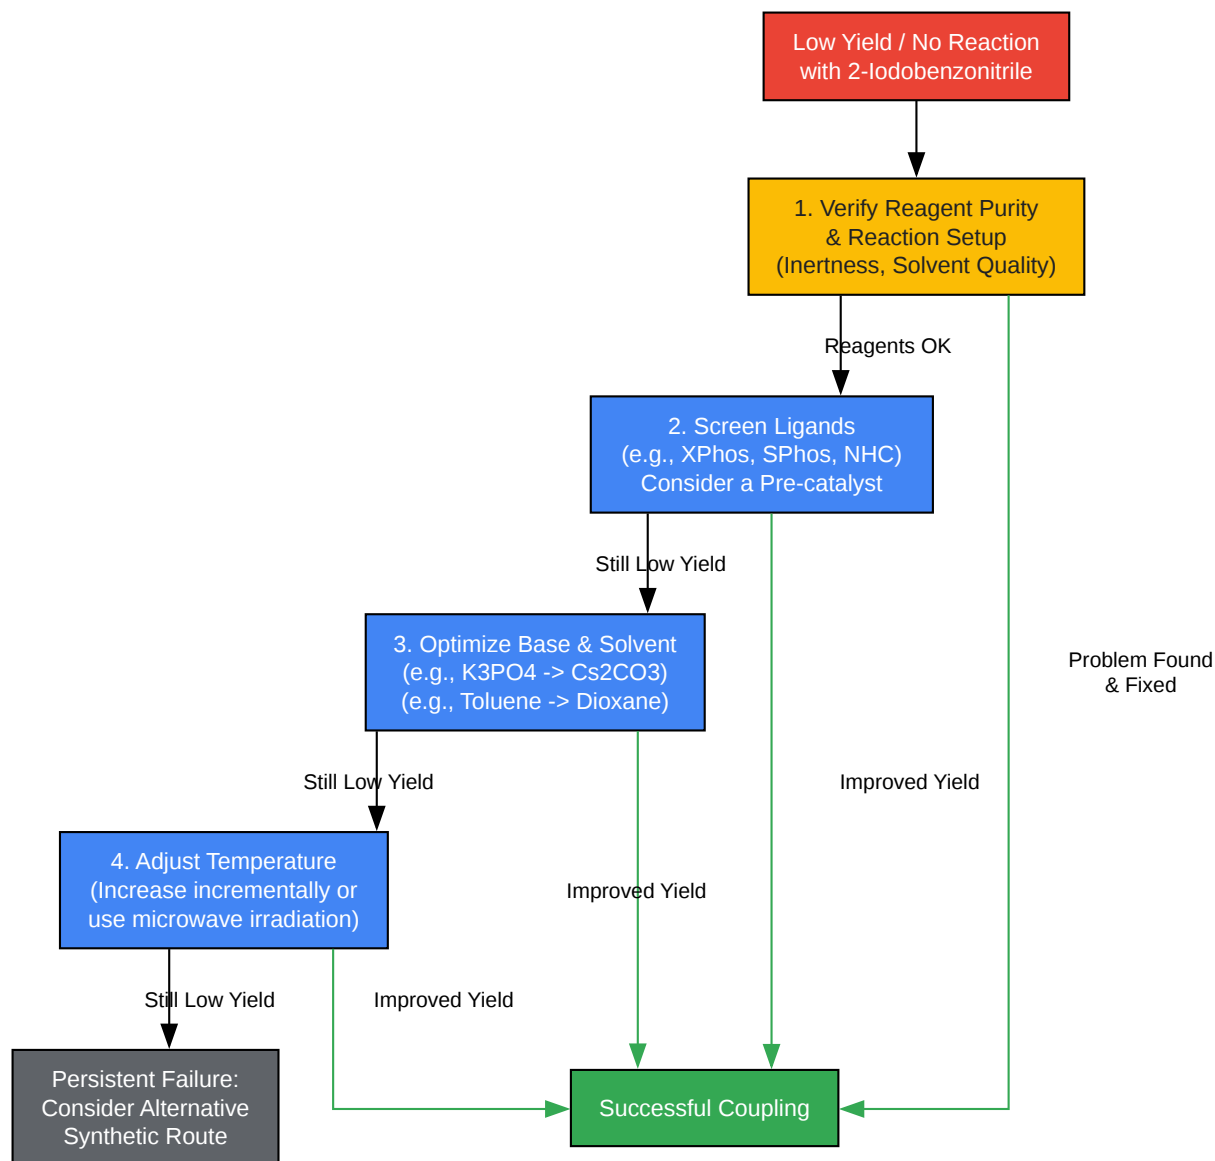 Low Yield / No Reaction
with 2-Iodobenzonitrile
1. Verify Reagent Purity
& Reaction Setup
(Inertness, Solvent Quality)
Reagents OK
2. Screen Ligands
(e.g., XPhos, SPhos, NHC)
Consider a Pre-catalyst
Still Low Yield
3. Optimize Base & Solvent
(e.g., K3PO4 -> Cs2CO3)
(e.g., Toluene -> Dioxane)
Problem Found
& Fixed
Still Low Yield
Improved Yield
4. Adjust Temperature
(Increase incrementally or
use microwave irradiation)
Improved Yield
Still Low Yield
Improved Yield
Persistent Failure:
Consider Alternative
Synthetic Route
Successful Coupling